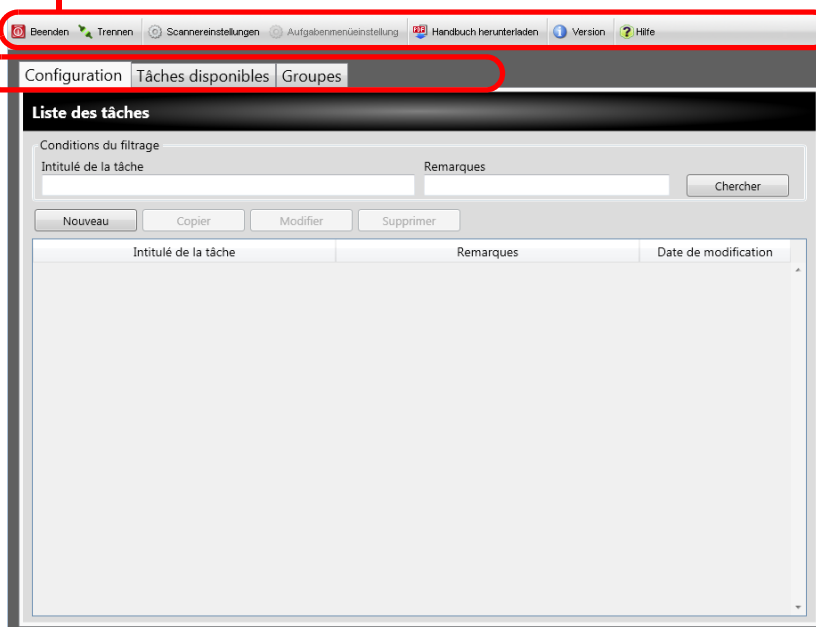 Beenden Trennen Scannereinstellungen Aufgabenmenüeinstellung Handbuch herunterladen Version Hilfe
Configuration Tâches disponibles Groupes
Liste des tâches
Conditions du filtrage
Intitulé de la tâche Remarques
Chercher
Nouveau Copier Modifier Supprimer
Intitulé de la tâche Remarques Date de modification